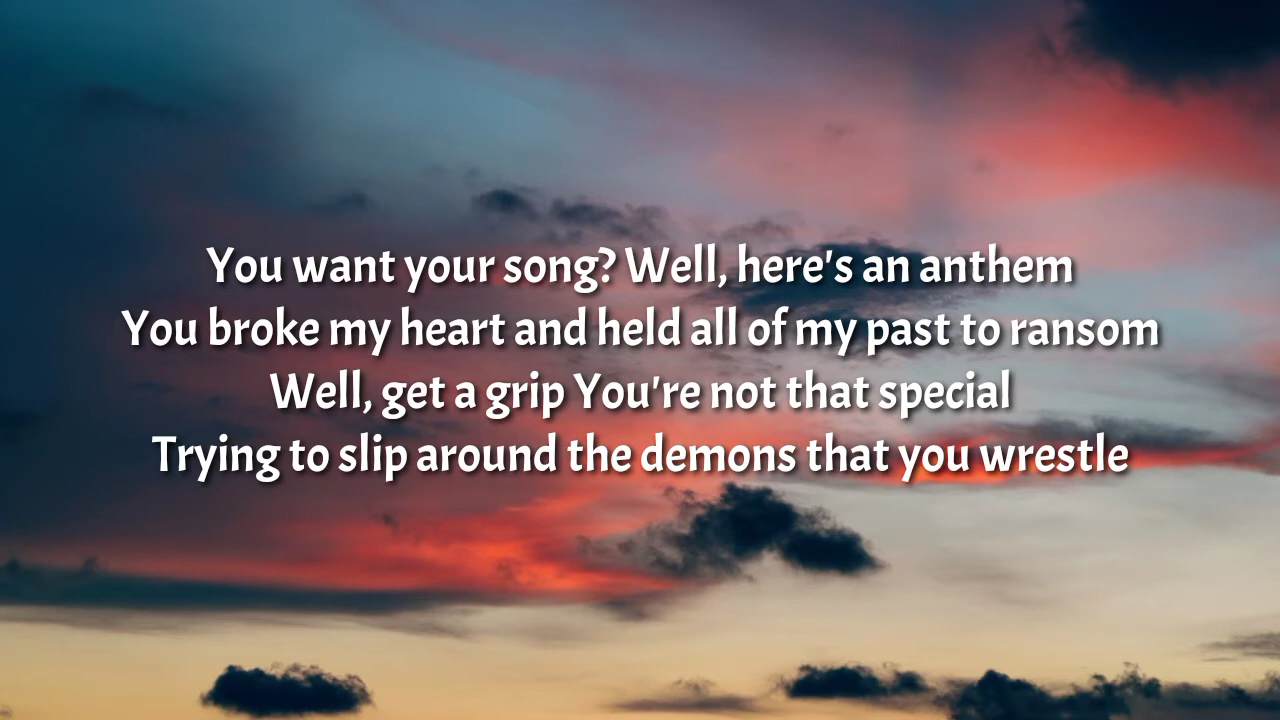 You want your song? Well, here's an anthem
You broke my heart and held all of my past to ransom
Well, get a grip You're not that special
Trying to slip around the demons that you wrestle